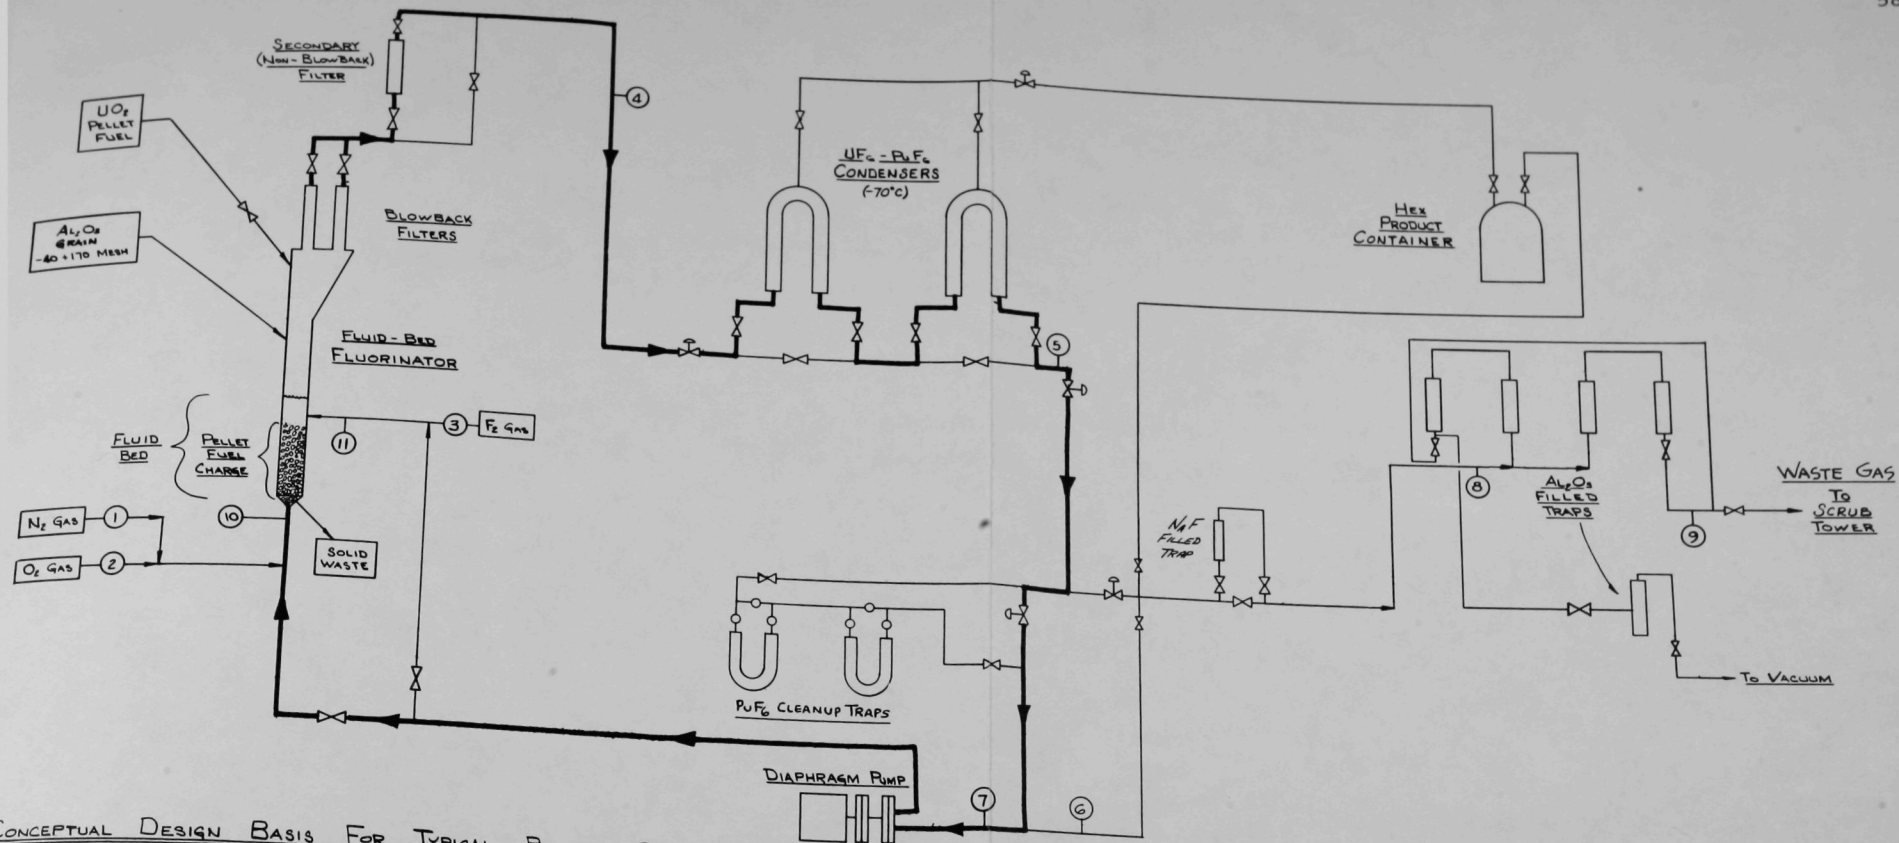 SECONDARY
(NON-BLOWBACK)
FILTER
④
UO₂
PELLET
FUEL
UF₆-PuF₆
CONDENSERS
(-70°C)
BLOWBACK
FILTERS
HEX
PRODUCT
CONTAINER
Al₂O₃
GRAIN
-40 +170 MESH
FLUID-BED
FLUORINATOR
⑤
FLUID
BED
PELLET
FUEL
CHARGE
③
F₂ GAS
⑪
⑧
Al₂O₃
FILLED
TRAPS
WASTE GAS
TO
SCRUB
TOWER
⑨
N₂ GAS
①
⑩
O₂ GAS
②
SOLID
WASTE
NaF
FILLED
TRAP
PuF₆ CLEANUP TRAPS
TO VACUUM
DIAPHRAGM PUMP
⑦
⑥
CONCEPTUAL DESIGN BASIS FOR TYPICAL